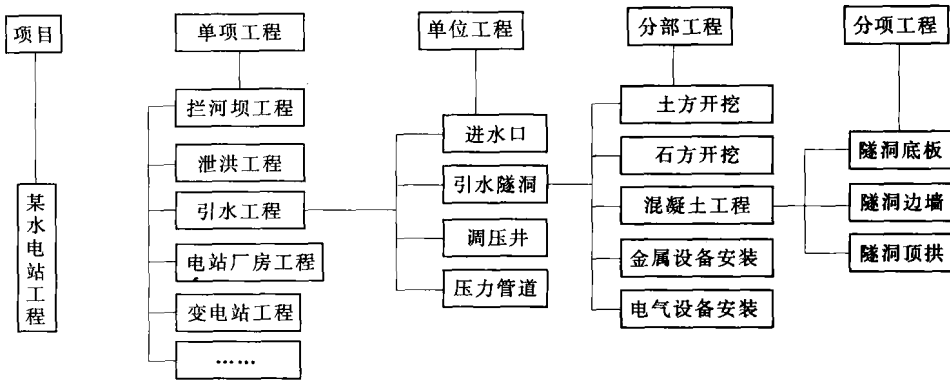 项目
单项工程
单位工程
分部工程
分项工程
某水电站工程
拦河坝工程
泄洪工程
引水工程
电站厂房工程
变电站工程
……
进水口
引水隧洞
调压井
压力管道
土方开挖
石方开挖
混凝土工程
金属设备安装
电气设备安装
隧洞底板
隧洞边墙
隧洞顶拱